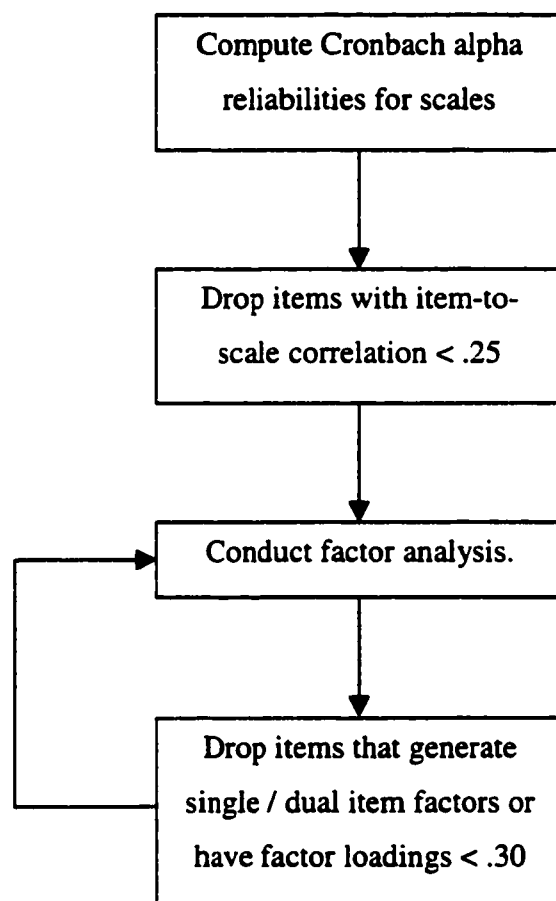 Compute Cronbach alpha
reliabilities for scales
Drop items with item-to-
scale correlation < .25
Conduct factor analysis.
Drop items that generate
single / dual item factors or
have factor loadings < .30